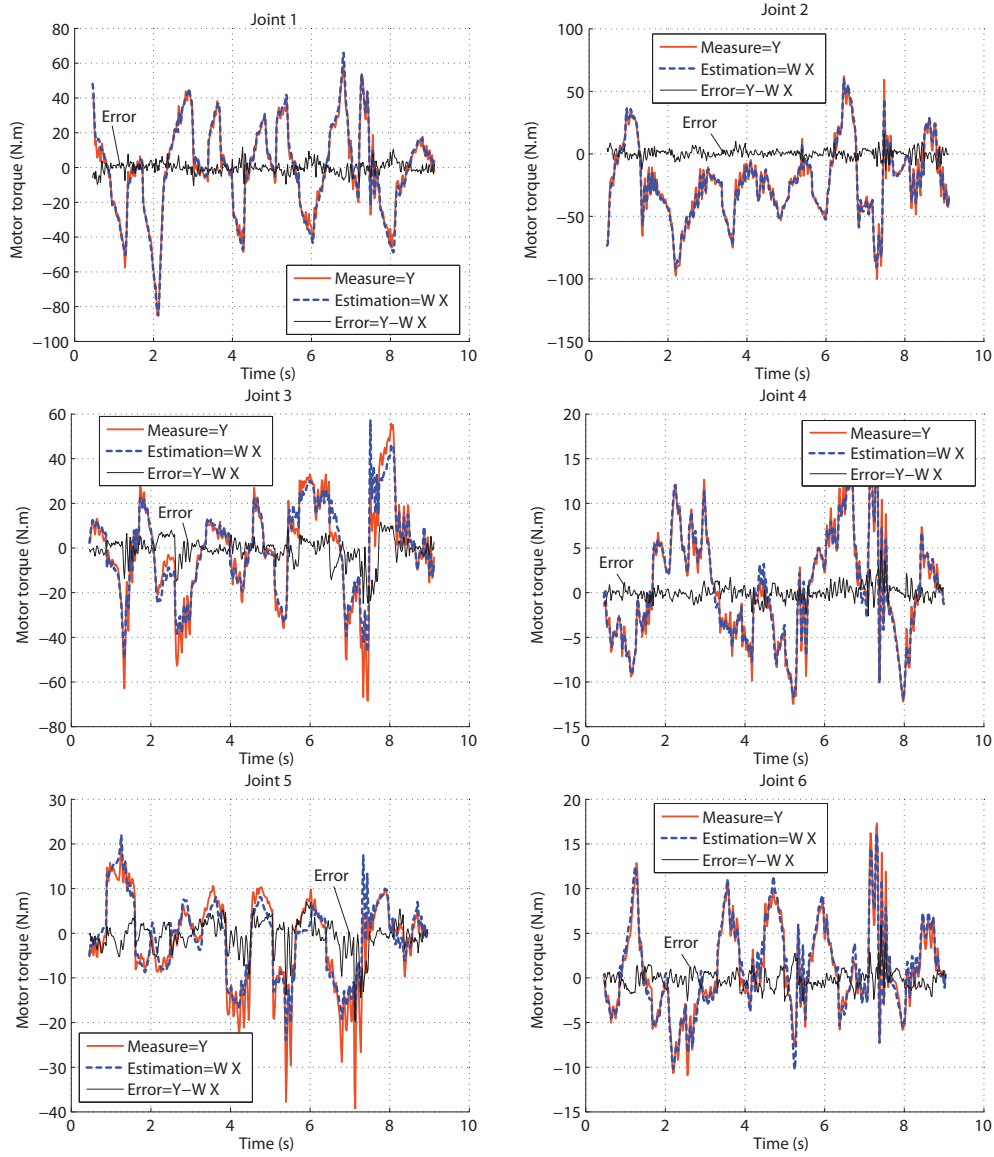 Joint 1
60
40
20
0
−20
−40
−60
−80
−100
Motor torque (N.m)
Error
Measure=Y
Estimation=W X
Error=Y−W X
0 2 4 6 8 10
Time (s)
Joint 2
100
50
0
−50
−100
−150
Motor torque (N.m)
Measure=Y
Estimation=W X
Error=Y−W X
Error
0 2 4 6 8 10
Time (s)
Joint 3
60
40
20
0
−20
−40
−60
80
Motor torque (N.m)
Measure=Y
Estimation=W X
Error=Y−W X
Error
0 2 4 6 8 10
Time (s)
Joint 4
20
15
10
5
0
−5
−10
−15
Motor torque (N.m)
Measure=Y
Estimation=W X
Error=Y−W X
Error
0 2 4 6 8 10
Time (s)
Joint 5
30
20
10
0
−10
−20
−30
−40
Motor torque (N.m)
Error
Measure=Y
Estimation=W X
Error=Y−W X
0 2 4 6 8 10
Time (s)
Joint 6
20
15
10
5
0
−5
−10
15
Motor torque (N.m)
Measure=Y
Estimation=W X
Error=Y−W X
Error
0 2 4 6 8 10
Time (s)